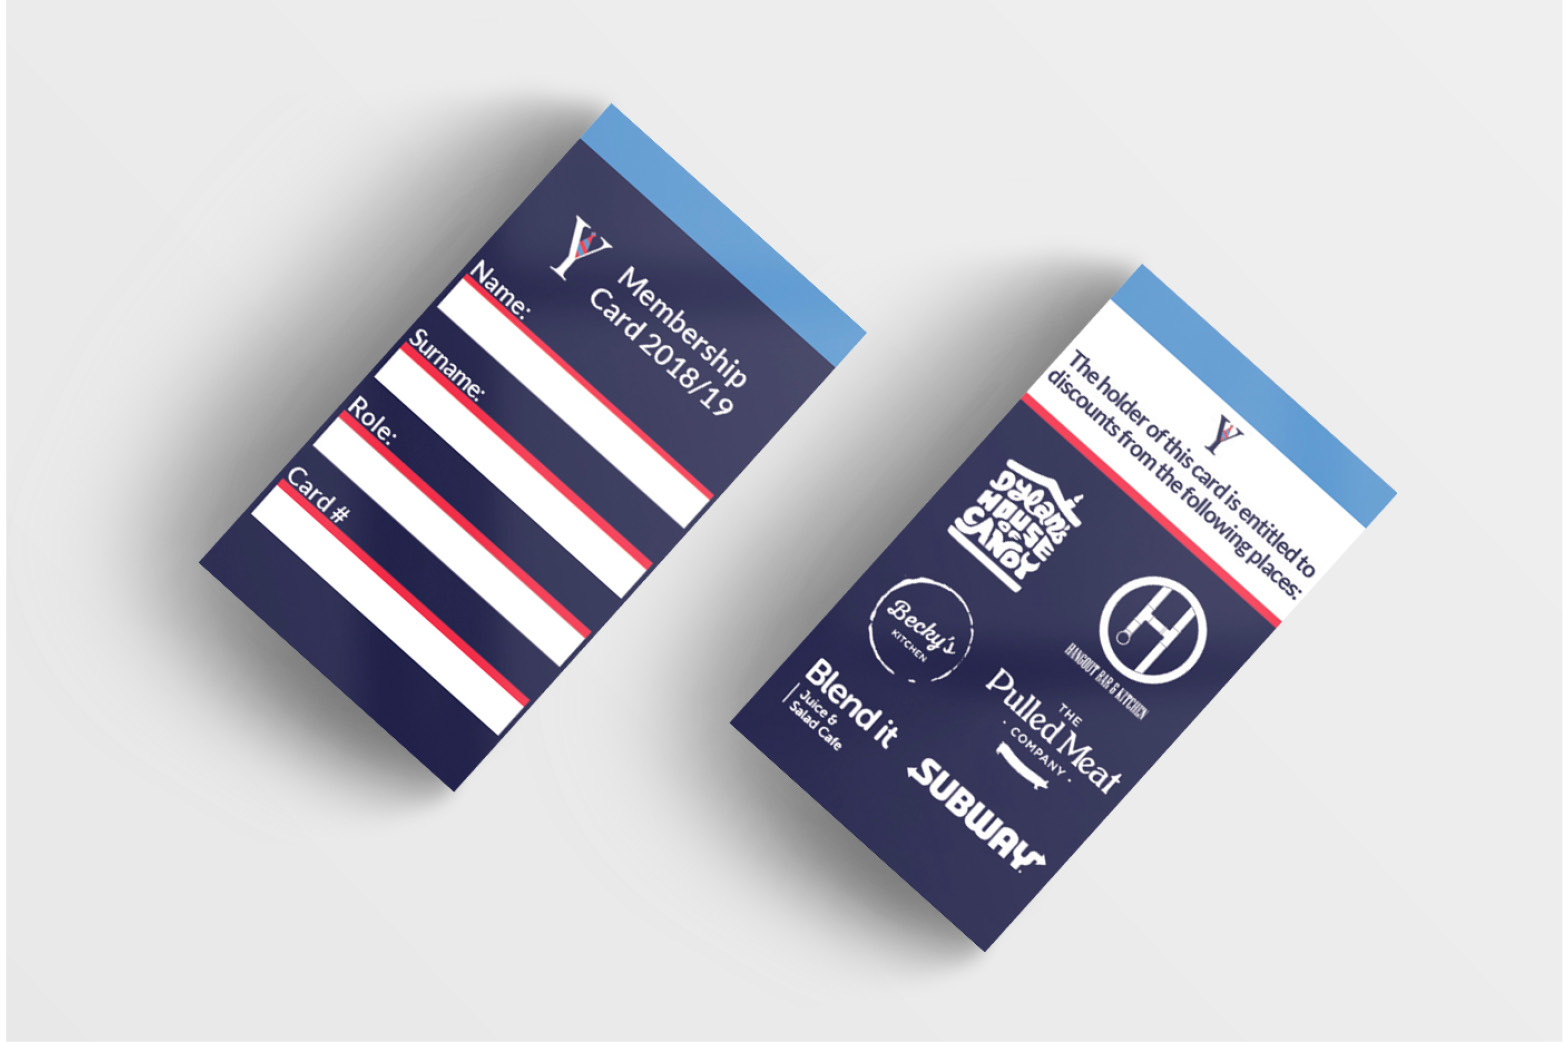 Y
Membership
Card 2018/19
Name:
Surname:
Role:
Card #
Y
The holder of this card is entitled to
discounts from the following places:
Dylan's
HOUSE
OF
CANDY
H
HANGOUT BAR & KITCHEN
Becky's
KITCHEN
THE
Pulled Meat
COMPANY
Blend it
Juice &
Salad Cafe
SUBWAY